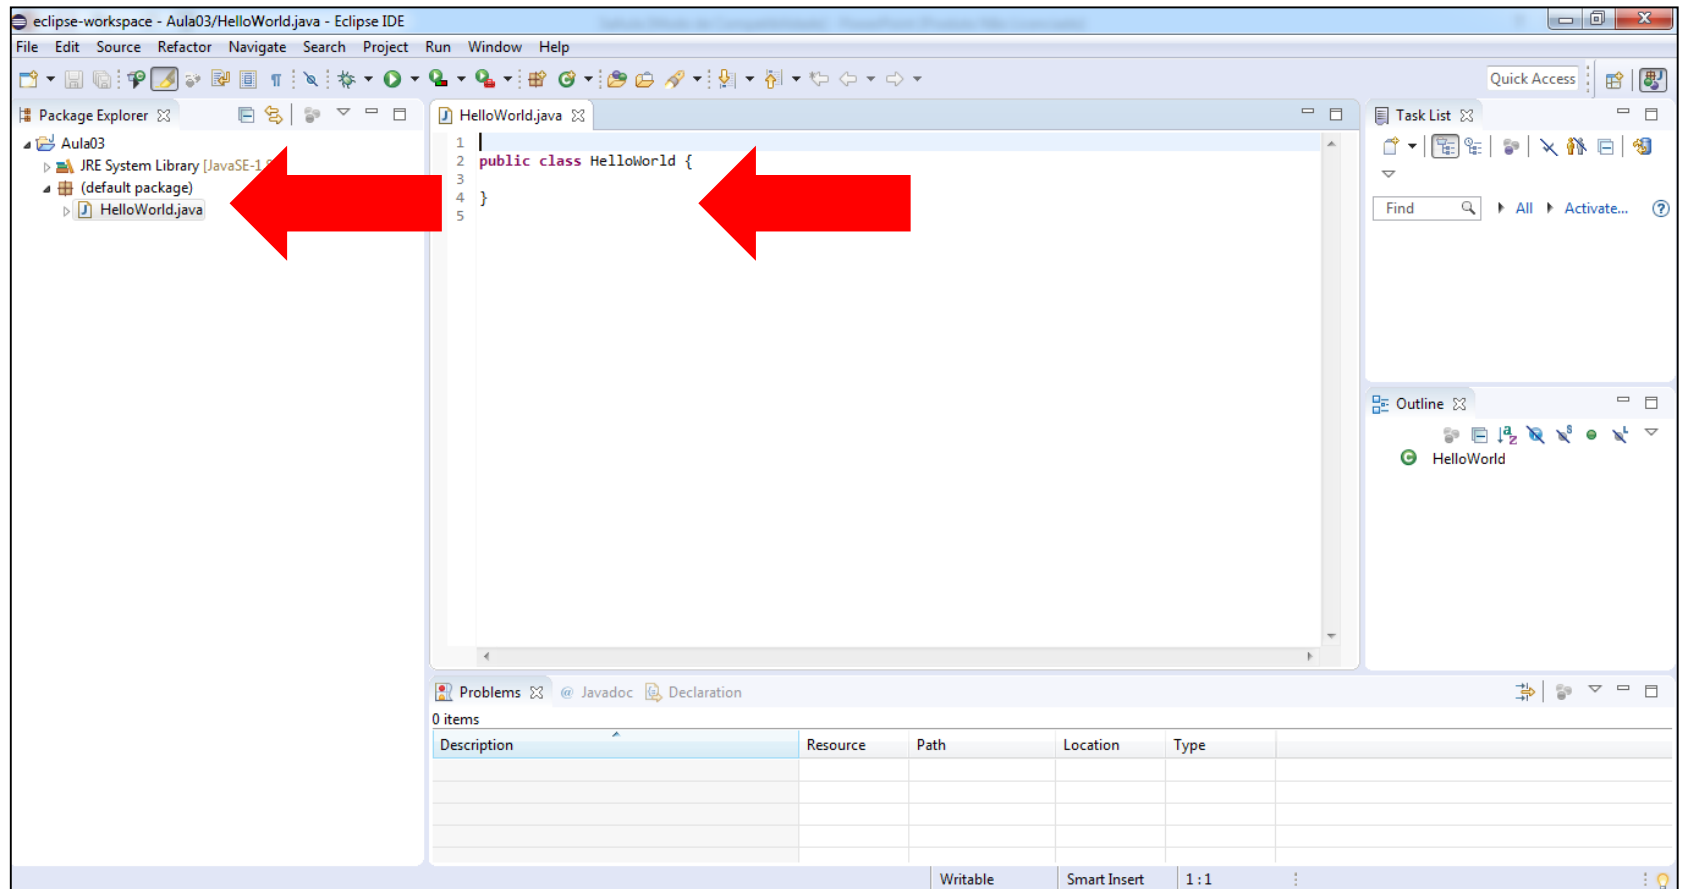 eclipse-workspace - Aula03/HelloWorld.java - Eclipse IDE
File Edit Source Refactor Navigate Search Project Run Window Help
Quick Access
Package Explorer
Aula03
JRE System Library [JavaSE-1
(default package)
HelloWorld.java
HelloWorld.java
1
2 public class HelloWorld {
3
4 }
5
Task List
Find All Activate...
Outline
HelloWorld
Problems @ Javadoc Declaration
0 items
Description Resource Path Location Type
Writable Smart Insert 1 : 1